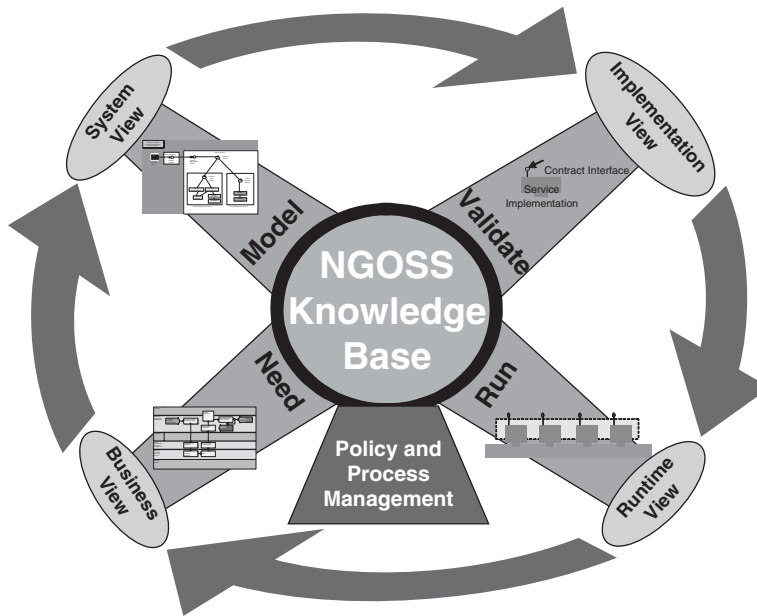 System
View
Implementation
View
Contract Interface
Service
Implementation
Model
Validate
NGOSS
Knowledge
Base
Need
Run
Policy and
Process
Management
Business
View
Runtime
View